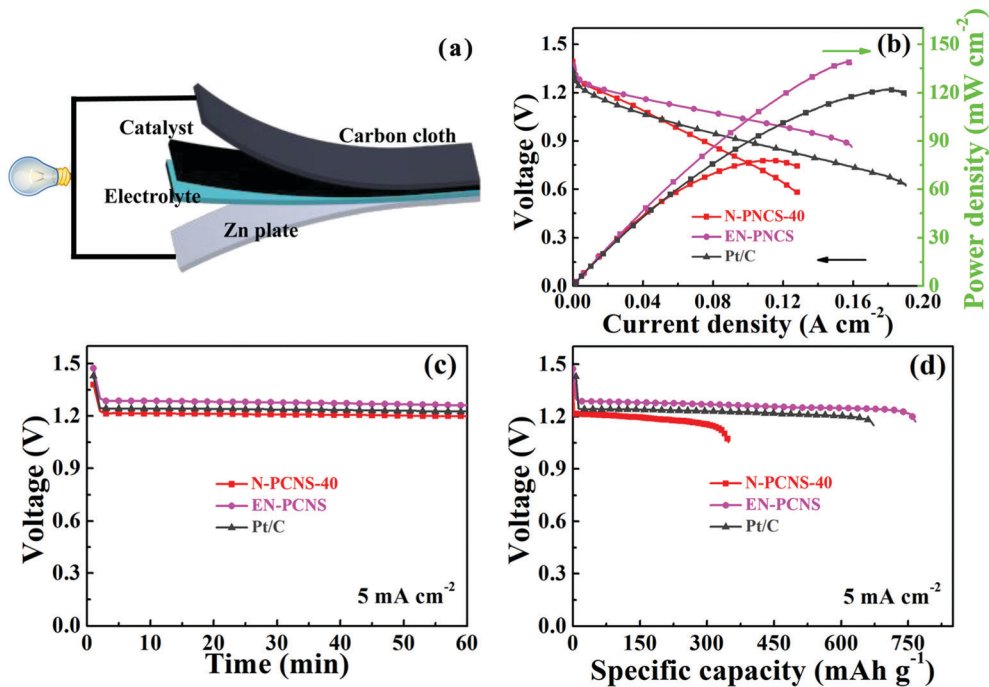 (a)
Catalyst
Carbon cloth
Electrolyte
Zn plate
(b)
1.5
1.2
0.9
0.6
0.3
0.0
Voltage (V)
150
120
90
60
30
0
Power density (mW cm⁻²)
N-PNCS-40
EN-PNCS
Pt/C
0.00 0.04 0.08 0.12 0.16 0.20
Current density (A cm⁻²)
(c)
1.5
1.2
0.9
0.6
0.3
0.0
Voltage (V)
N-PCNS-40
EN-PCNS
Pt/C
5 mA cm⁻²
0 10 20 30 40 50 60
Time (min)
(d)
1.5
1.2
0.9
0.6
0.3
0.0
Voltage (V)
N-PCNS-40
EN-PCNS
Pt/C
5 mA cm⁻²
0 150 300 450 600 750
Specific capacity (mAh g⁻¹)